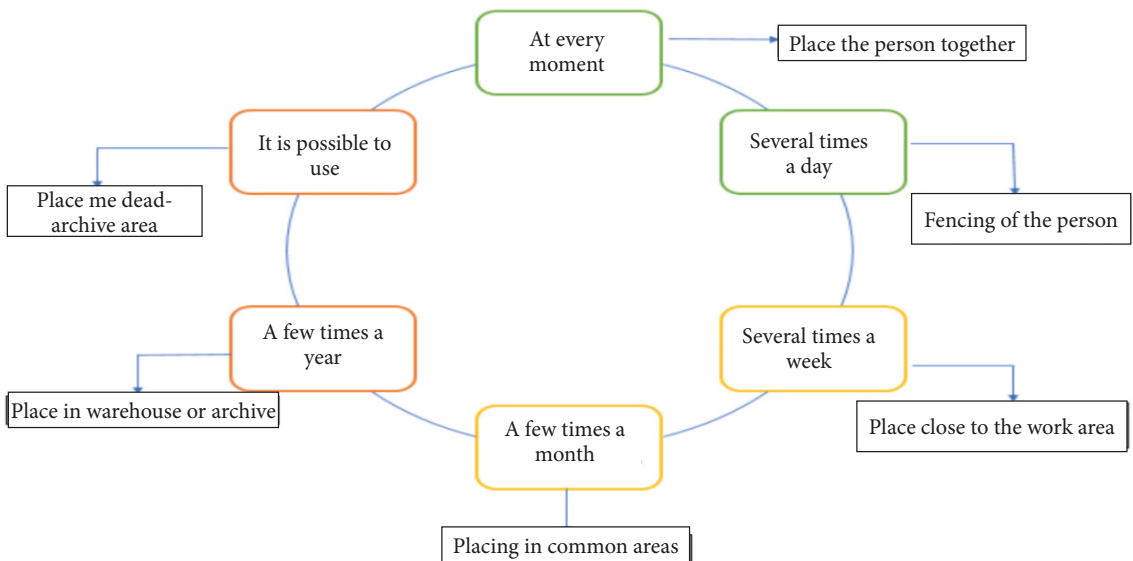 At every
moment
Place the person together
It is possible to
use
Several times
a day
Place me dead-
archive area
Fencing of the person
A few times a
year
Several times a
week
Place in warehouse or archive
A few times a
month
Place close to the work area
Placing in common areas